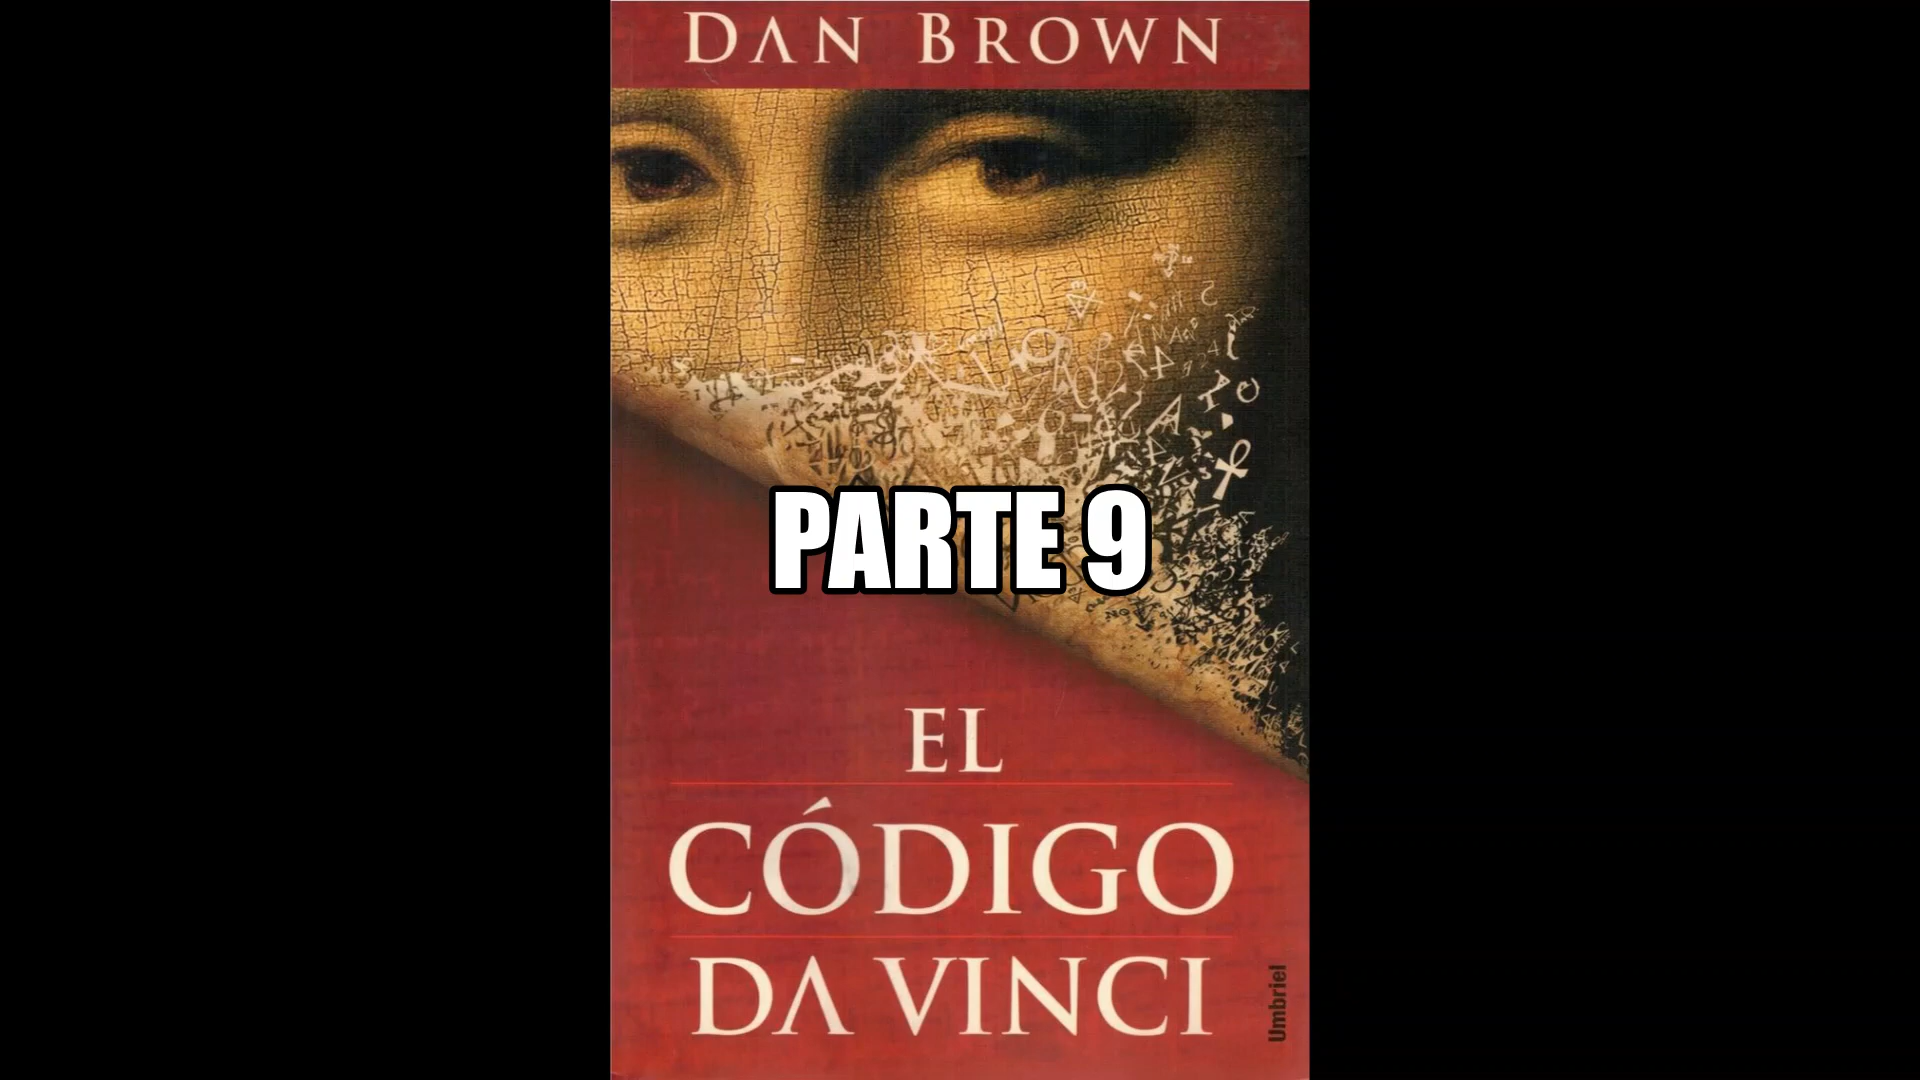 DAN BROWN
PARTE 9
EL
CÓDIGO
DA VINCI
Umbriel